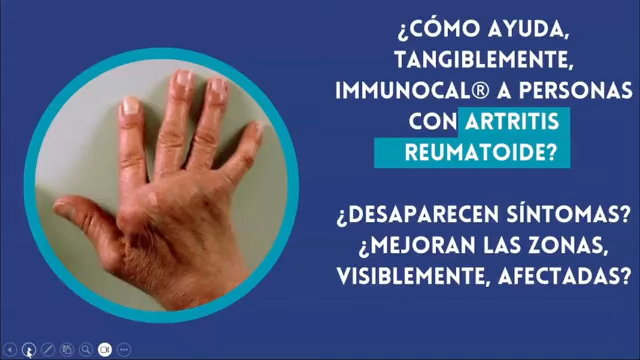 ¿CÓMO AYUDA,
TANGIBLEMENTE,
IMMUNOCAL® A PERSONAS
CON ARTRITIS
REUMATOIDE?
¿DESAPARECEN SÍNTOMAS?
¿MEJORAN LAS ZONAS,
VISIBLEMENTE, AFECTADAS?